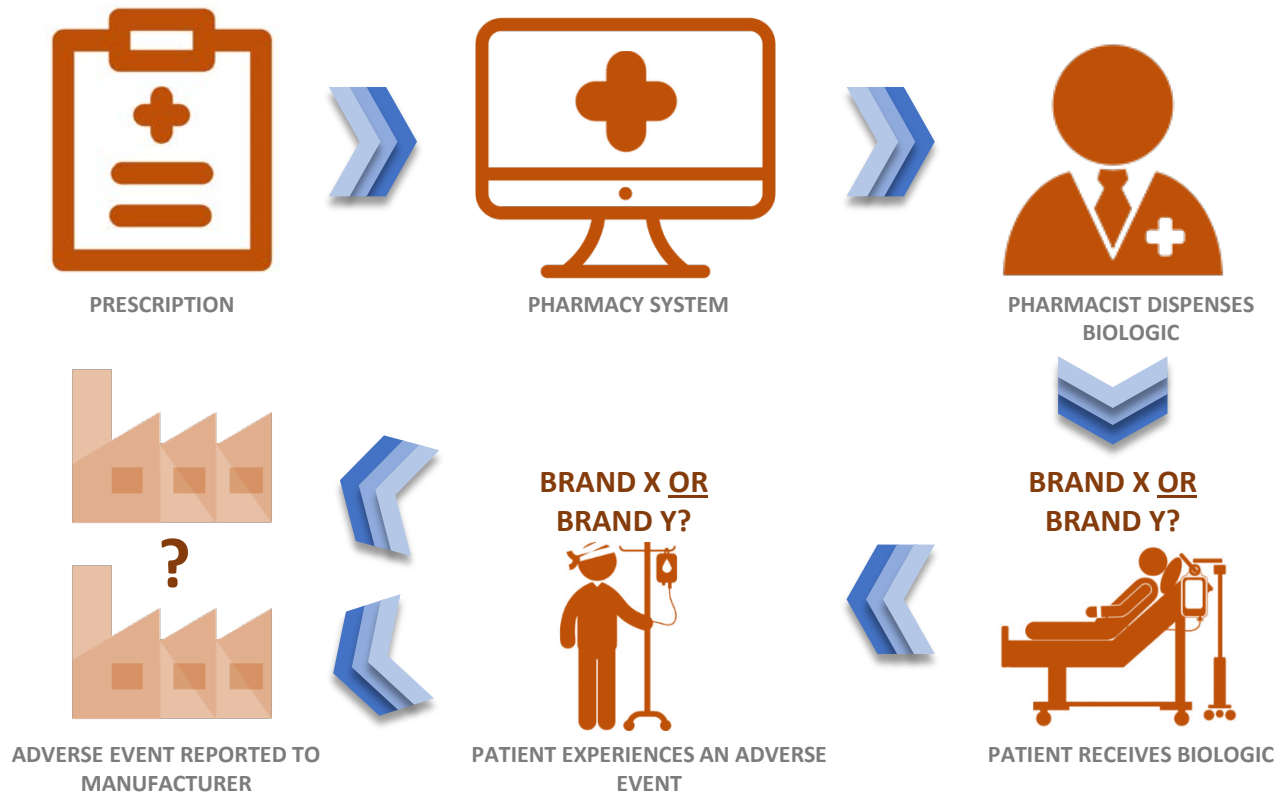 PRESCRIPTION
PHARMACY SYSTEM
PHARMACIST DISPENSES
BIOLOGIC
BRAND X OR
BRAND Y?
PATIENT RECEIVES BIOLOGIC
BRAND X OR
BRAND Y?
PATIENT EXPERIENCES AN ADVERSE
EVENT
?
ADVERSE EVENT REPORTED TO
MANUFACTURER